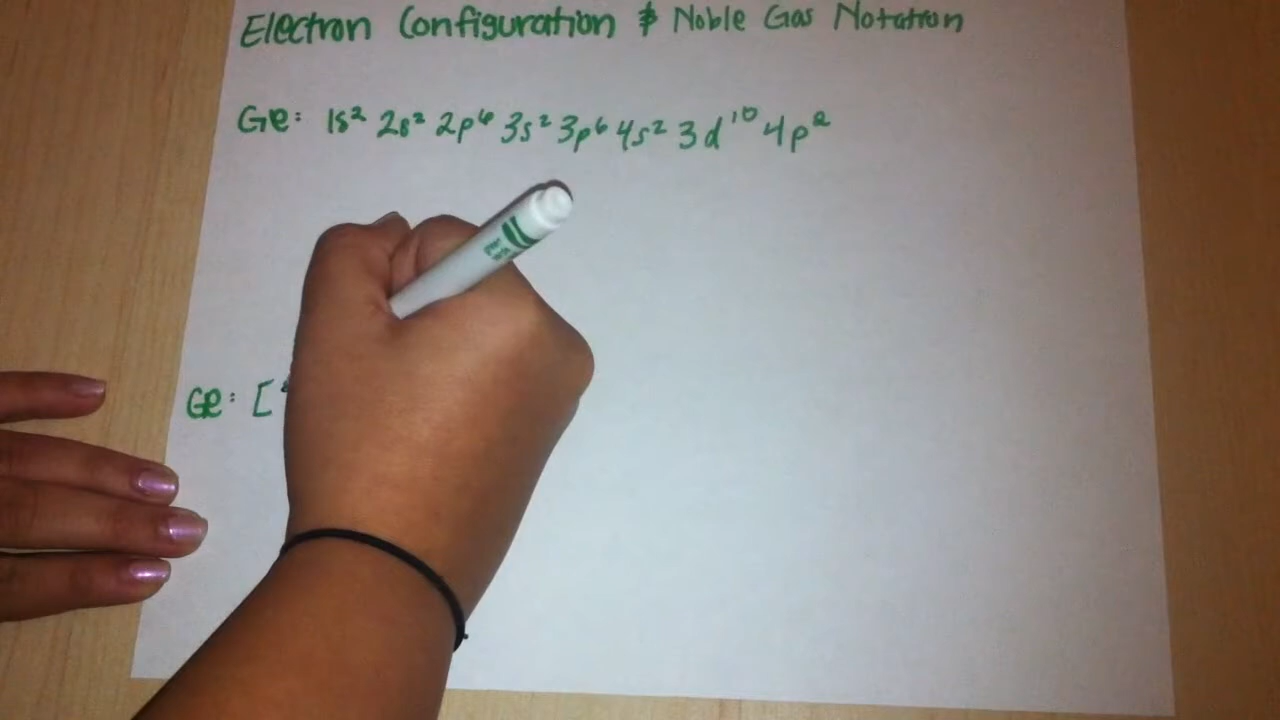 Electron Configuration & Noble Gas Notation
Ge: 1s² 2s² 2p⁶ 3s² 3p⁶ 4s² 3d¹⁰ 4p²
Ge: [